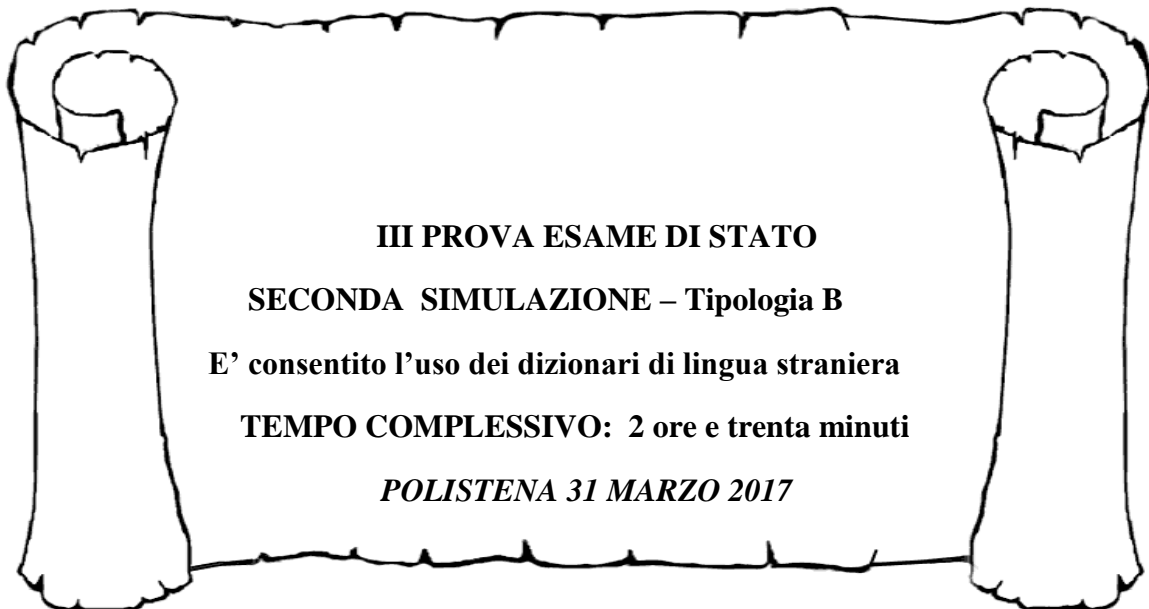 III PROVA ESAME DI STATO
SECONDA SIMULAZIONE – Tipologia B
E’ consentito l’uso dei dizionari di lingua straniera
TEMPO COMPLESSIVO: 2 ore e trenta minuti
POLISTENA 31 MARZO 2017